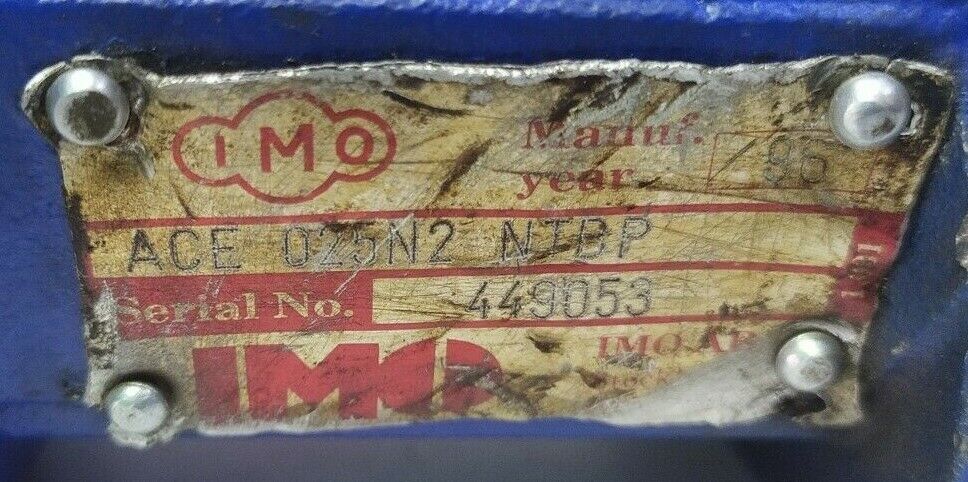 IMO
Manuf.
year 96
ACE 025N2 NTBP
Serial No. 449053
IMO
IMO AB